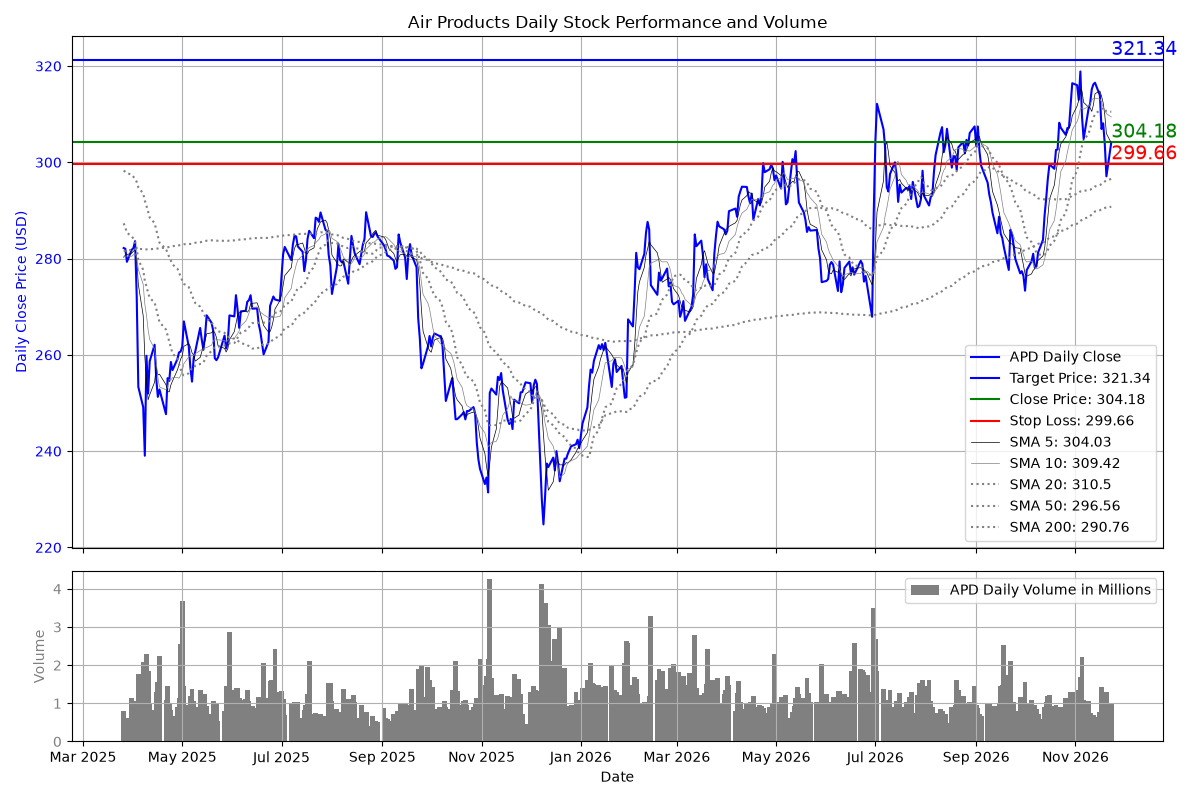 Air Products Daily Stock Performance and Volume
Daily Close Price (USD)
320
300
280
260
240
220
321.34
304.18
299.66
APD Daily Close
Target Price: 321.34
Close Price: 304.18
Stop Loss: 299.66
SMA 5: 304.03
SMA 10: 309.42
SMA 20: 310.5
SMA 50: 296.56
SMA 200: 290.76
Volume
4
3
2
1
0
APD Daily Volume in Millions
Mar 2025 May 2025 Jul 2025 Sep 2025 Nov 2025 Jan 2026 Mar 2026 May 2026 Jul 2026 Sep 2026 Nov 2026
Date